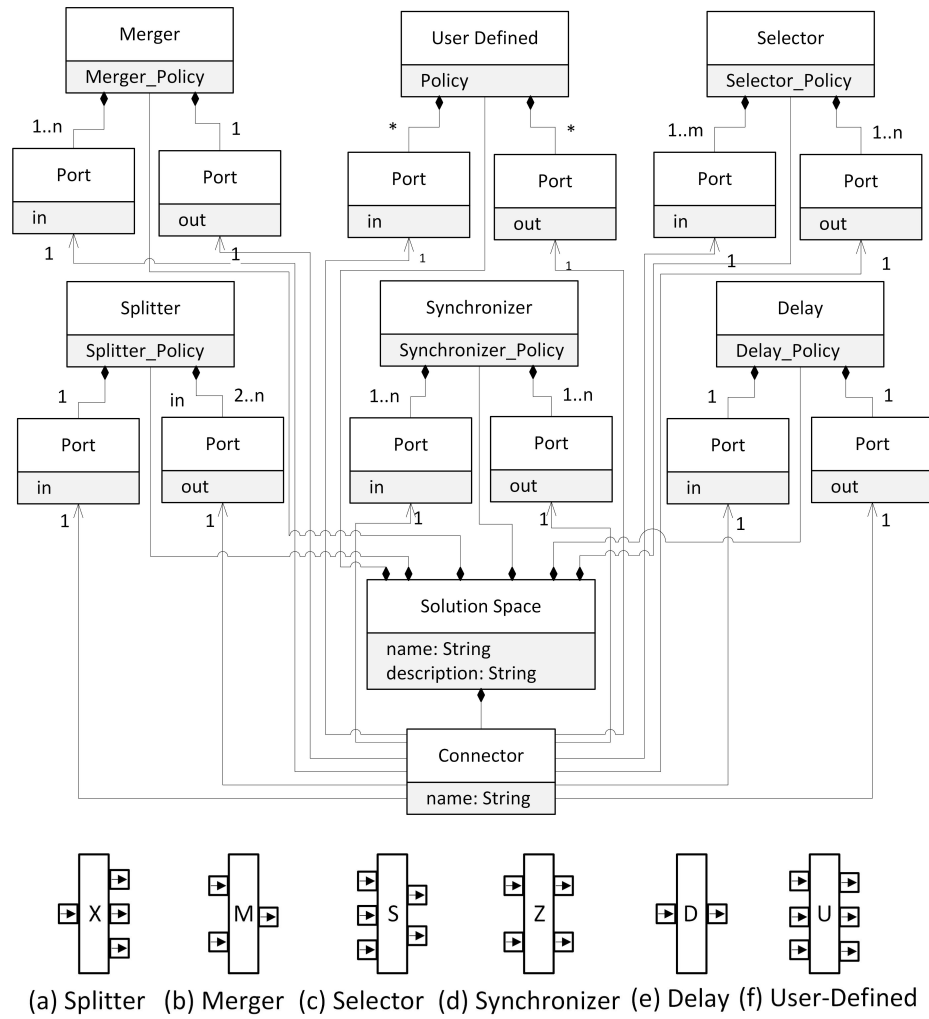 Merger
Merger_Policy
User Defined
Policy
Selector
Selector_Policy
1..n
1
*
*
1..m
1..n
Port
in
Port
out
Port
in
Port
out
Port
in
Port
out
1
1
1
1
1
1
Splitter
Splitter_Policy
Synchronizer
Synchronizer_Policy
Delay
Delay_Policy
1
in
2..n
1..n
1..n
1
1
Port
in
Port
out
Port
in
Port
out
Port
in
Port
out
1
1
1
1
1
1
Solution Space
name: String
description: String
Connector
name: String
X
M
S
Z
D
U
(a) Splitter
(b) Merger
(c) Selector
(d) Synchronizer
(e) Delay
(f) User-Defined